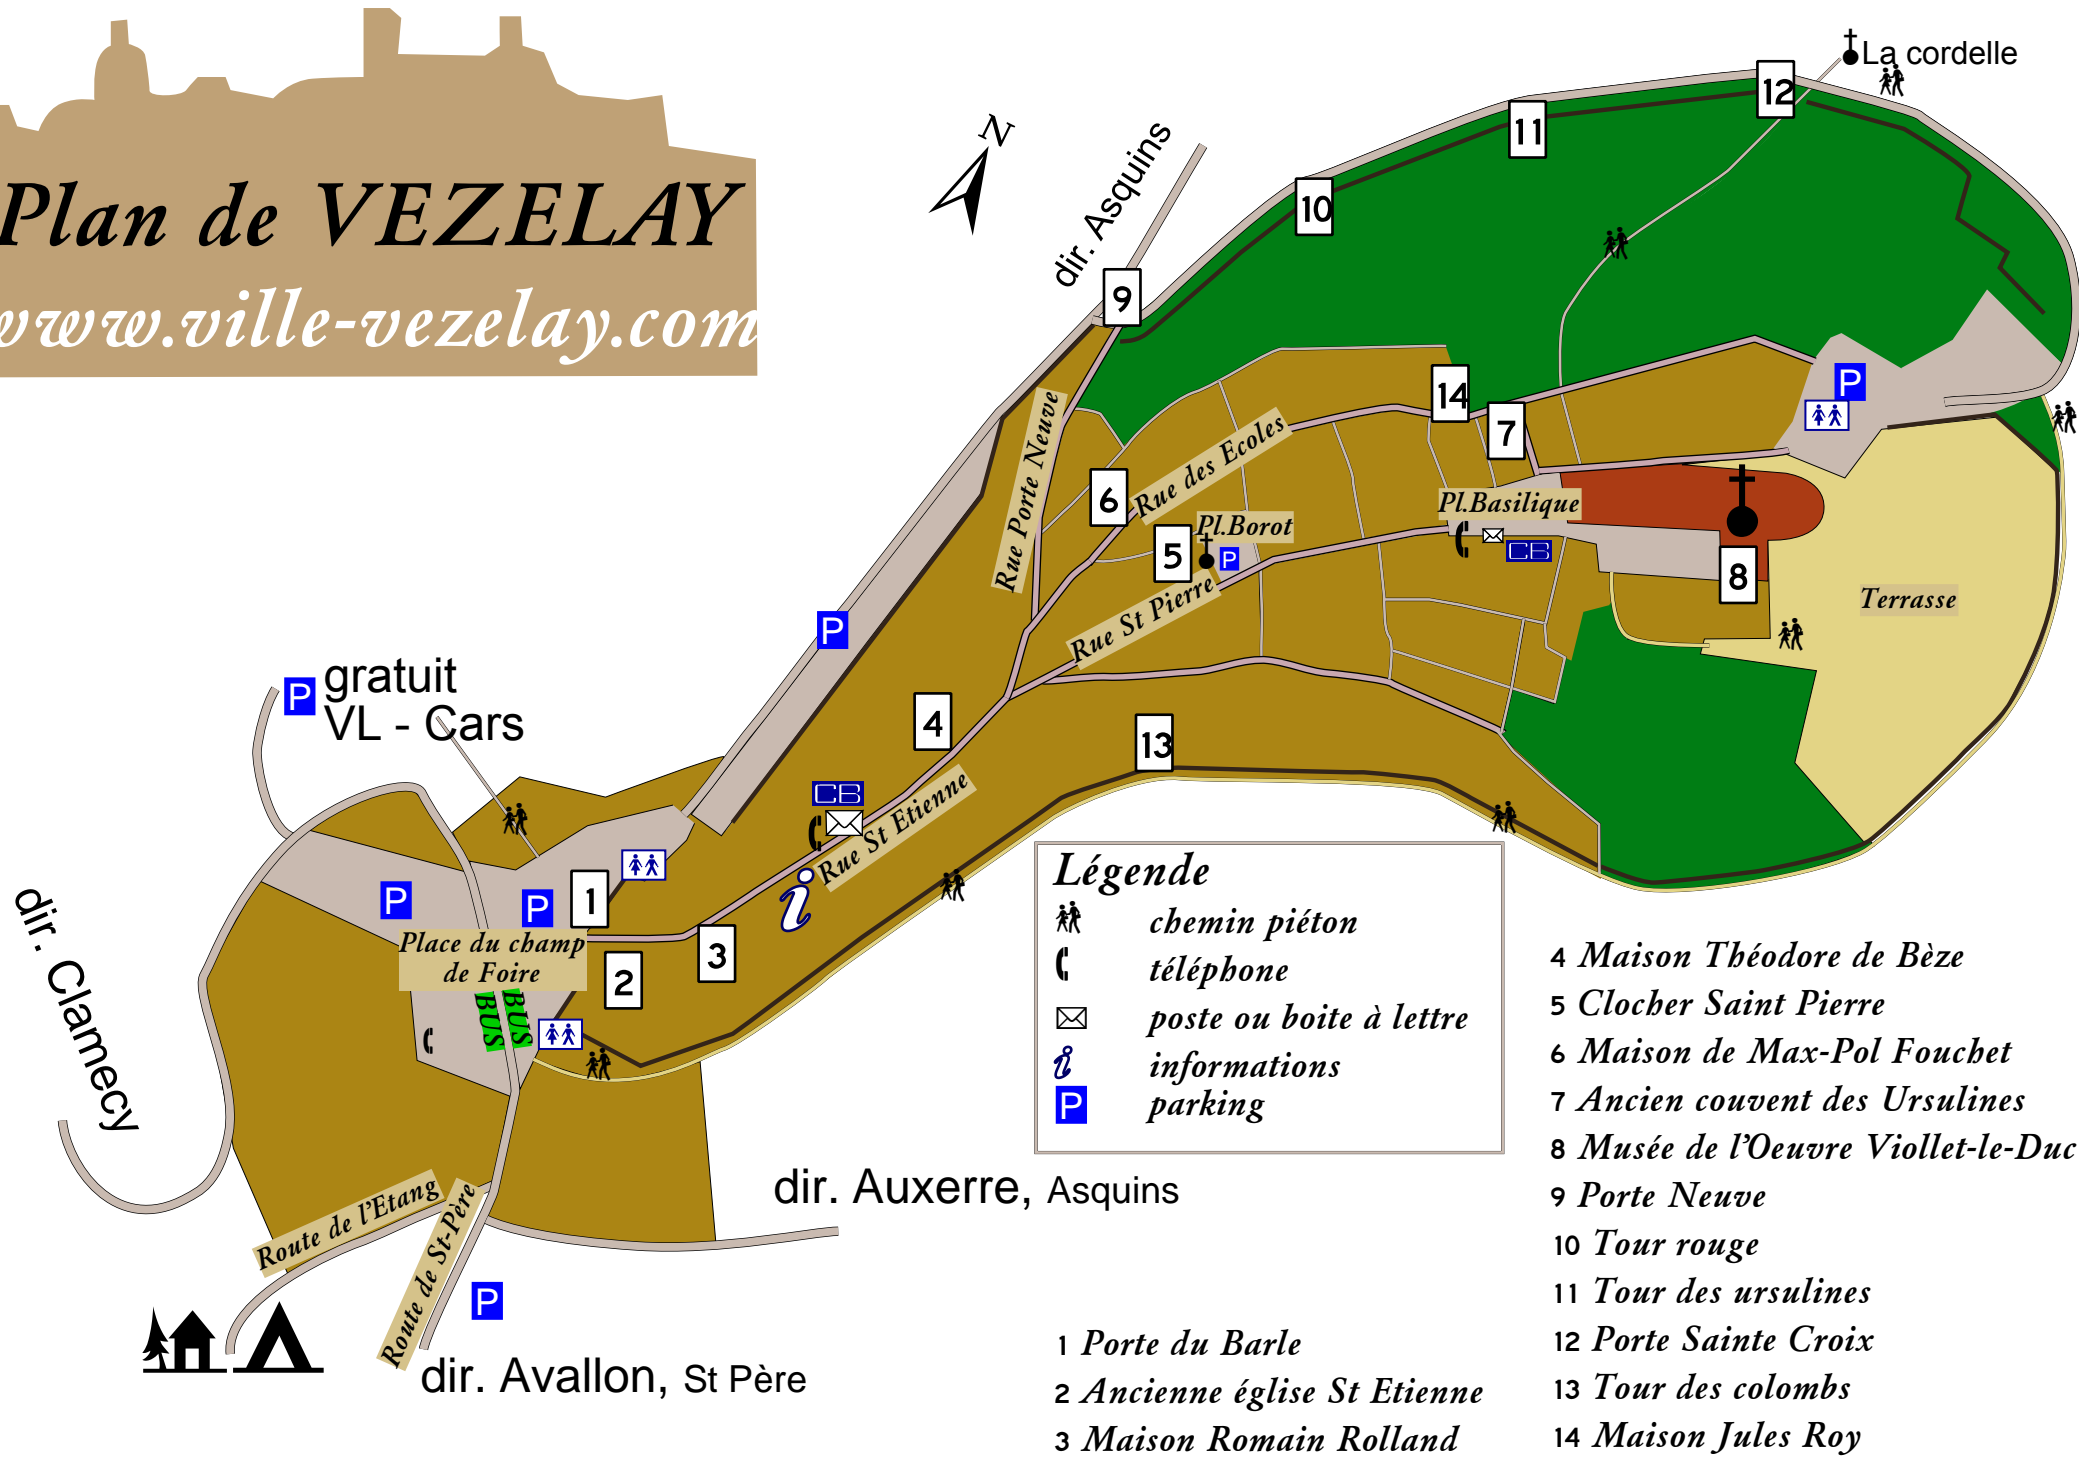 Plan de VEZELAY
www.ville-vezelay.com
N
La cordelle
dir. Asquins
12
11
10
9
14
7
P
Rue Porte Neuve
Rue des Ecoles
6
Pl.Borot
Pl.Basilique
5
P
CB
8
Rue St Pierre
Terrasse
P
P gratuit
VL - Cars
4
13
CB
Rue St Etienne
P
P
1
Place du champ
de Foire
3
2
BUS
BUS
dir. Clamecy
Route de l'Etang
Route de St-Père
P
dir. Auxerre, Asquins
dir. Avallon, St Père
Légende
chemin piéton
téléphone
poste ou boite à lettre
informations
P parking
1 Porte du Barle
2 Ancienne église St Etienne
3 Maison Romain Rolland
4 Maison Théodore de Bèze
5 Clocher Saint Pierre
6 Maison de Max-Pol Fouchet
7 Ancien couvent des Ursulines
8 Musée de l'Oeuvre Viollet-le-Duc
9 Porte Neuve
10 Tour rouge
11 Tour des ursulines
12 Porte Sainte Croix
13 Tour des colombs
14 Maison Jules Roy